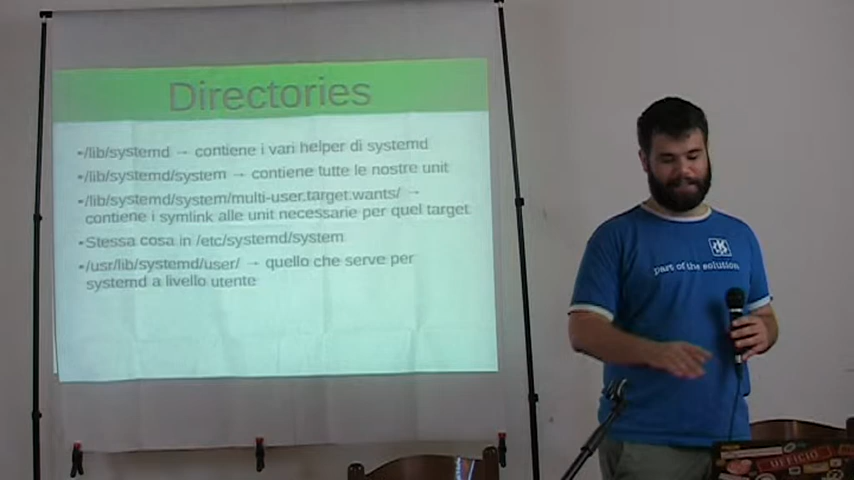 Directories
•/lib/systemd → contiene i vari helper di systemd
•/lib/systemd/system → contiene tutte le nostre unit
•/lib/systemd/system/multi-user.target.wants/ →
contiene i symlink alle unit necessarie per quel target
•Stessa cosa in /etc/systemd/system
•/usr/lib/systemd/user/ → quello che serve per
systemd a livello utente
part of the solution
UFFICIO